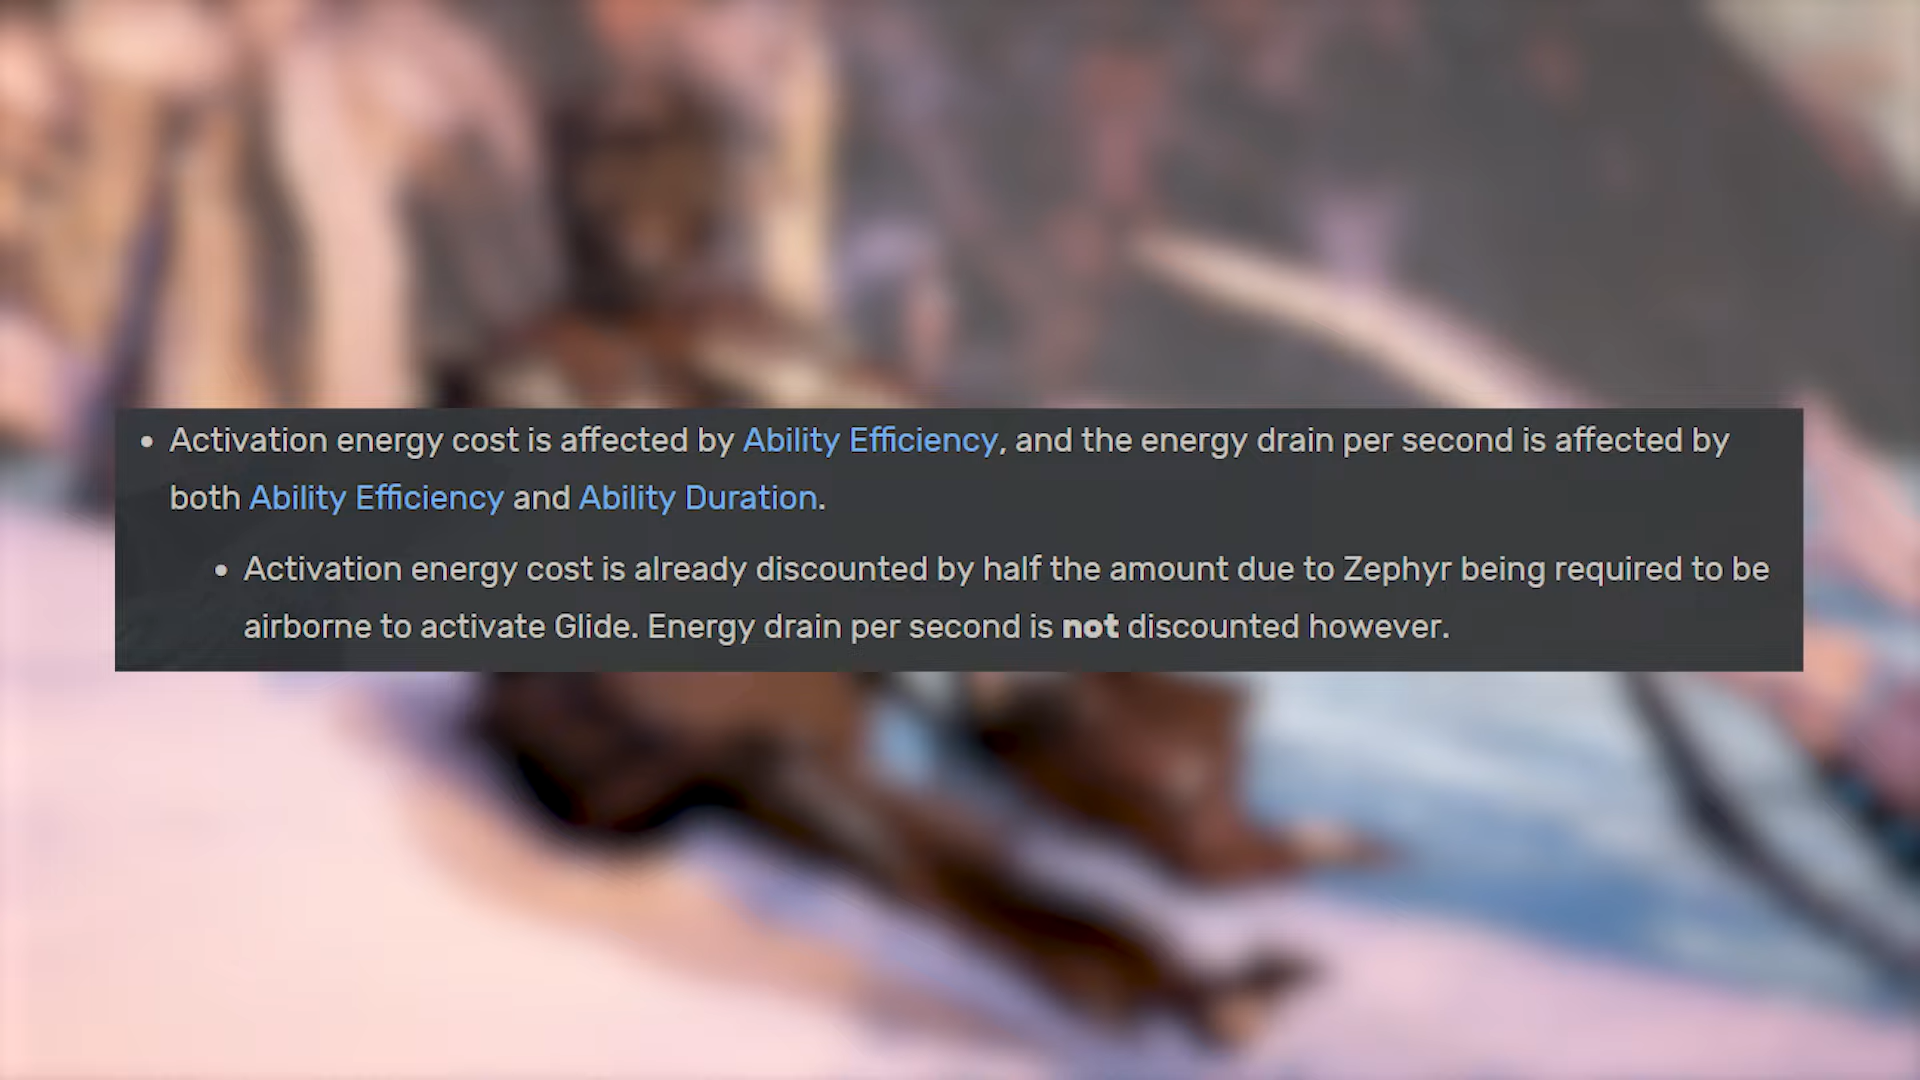 • Activation energy cost is affected by Ability Efficiency, and the energy drain per second is affected by
both Ability Efficiency and Ability Duration.
• Activation energy cost is already discounted by half the amount due to Zephyr being required to be
airborne to activate Glide. Energy drain per second is not discounted however.